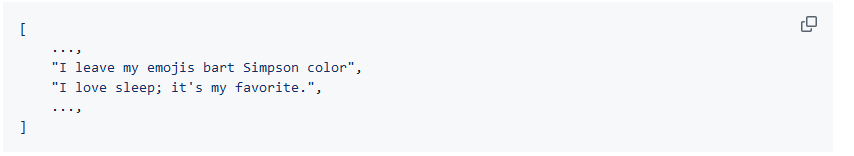 [
...,
"I leave my emojis bart Simpson color",
"I love sleep; it's my favorite.",
...,
]